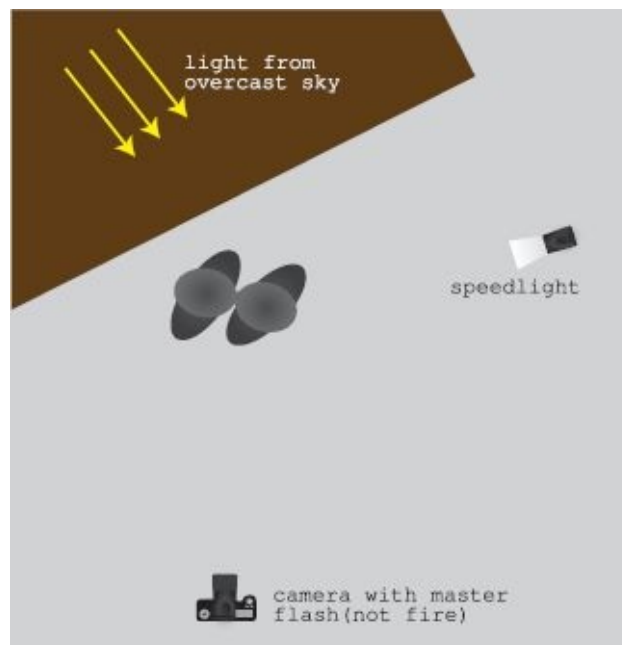 light from
overcast sky
speedlight
camera with master
flash(not fire)